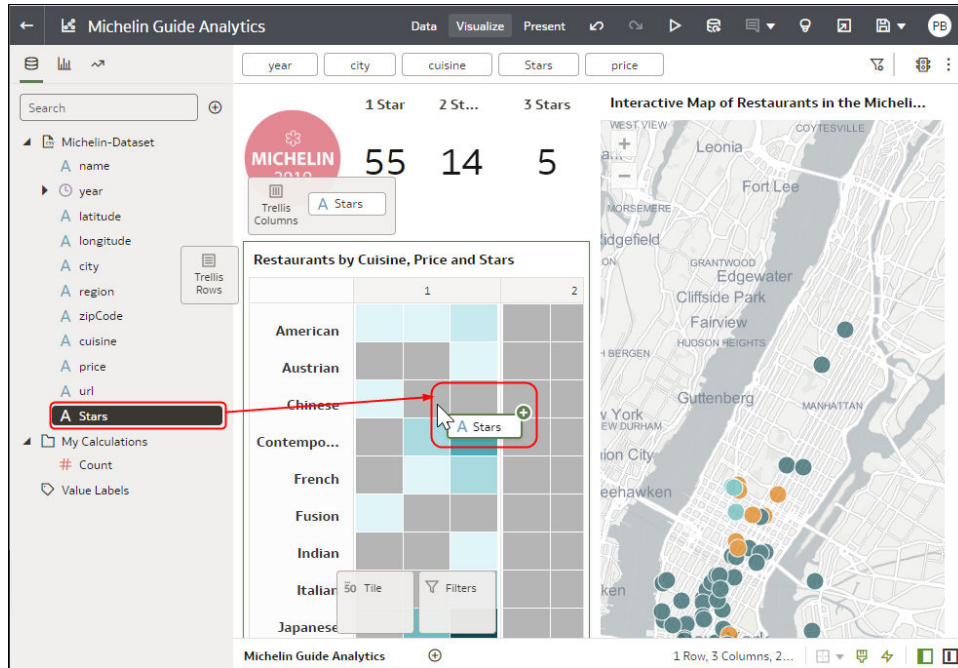 Michelin Guide Analytics
Data Visualize Present
PB
year city cuisine Stars price
Search
Michelin-Dataset
A name
year
A latitude
A longitude
A city
A region
A zipCode
A cuisine
A price
A url
A Stars
My Calculations
# Count
Value Labels
Trellis
Rows
1 Star 2 St... 3 Stars
MICHELIN
2019
55 14 5
Trellis
Columns
A Stars
Restaurants by Cuisine, Price and Stars
1 2
American
Austrian
Chinese
Contempo...
French
Fusion
Indian
Italian
Japanese
A Stars
50 Tile
Filters
Interactive Map of Restaurants in the Micheli...
WEST VIEW
COYTESVILLE
+
−
Leonia
Fort Lee
MORSEMERE
idgefield
GRANTWOOD
Edgewater
Cliffside Park
Fairview
HUDSON HEIGHTS
BERGEN
Guttenberg
MANHATTAN
York
EW DURHAM
ion City
eehawken
ken
Michelin Guide Analytics
1 Row, 3 Columns, 2...